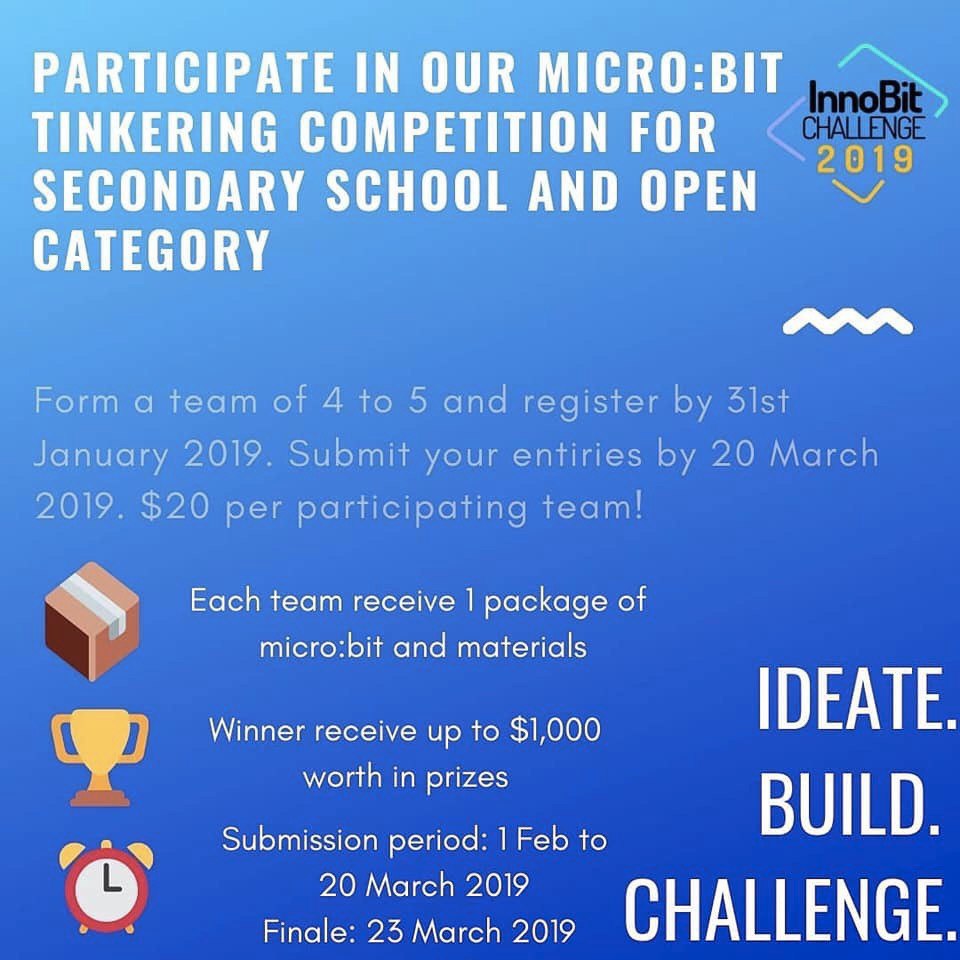 PARTICIPATE IN OUR MICRO:BIT
TINKERING COMPETITION FOR
SECONDARY SCHOOL AND OPEN
CATEGORY
InnoBit
CHALLENGE
2019
Form a team of 4 to 5 and register by 31st
January 2019. Submit your entiries by 20 March
2019. $20 per participating team!
Each team receive 1 package of
micro:bit and materials
Winner receive up to $1,000
worth in prizes
Submission period: 1 Feb to
20 March 2019
Finale: 23 March 2019
IDEATE.
BUILD.
CHALLENGE.